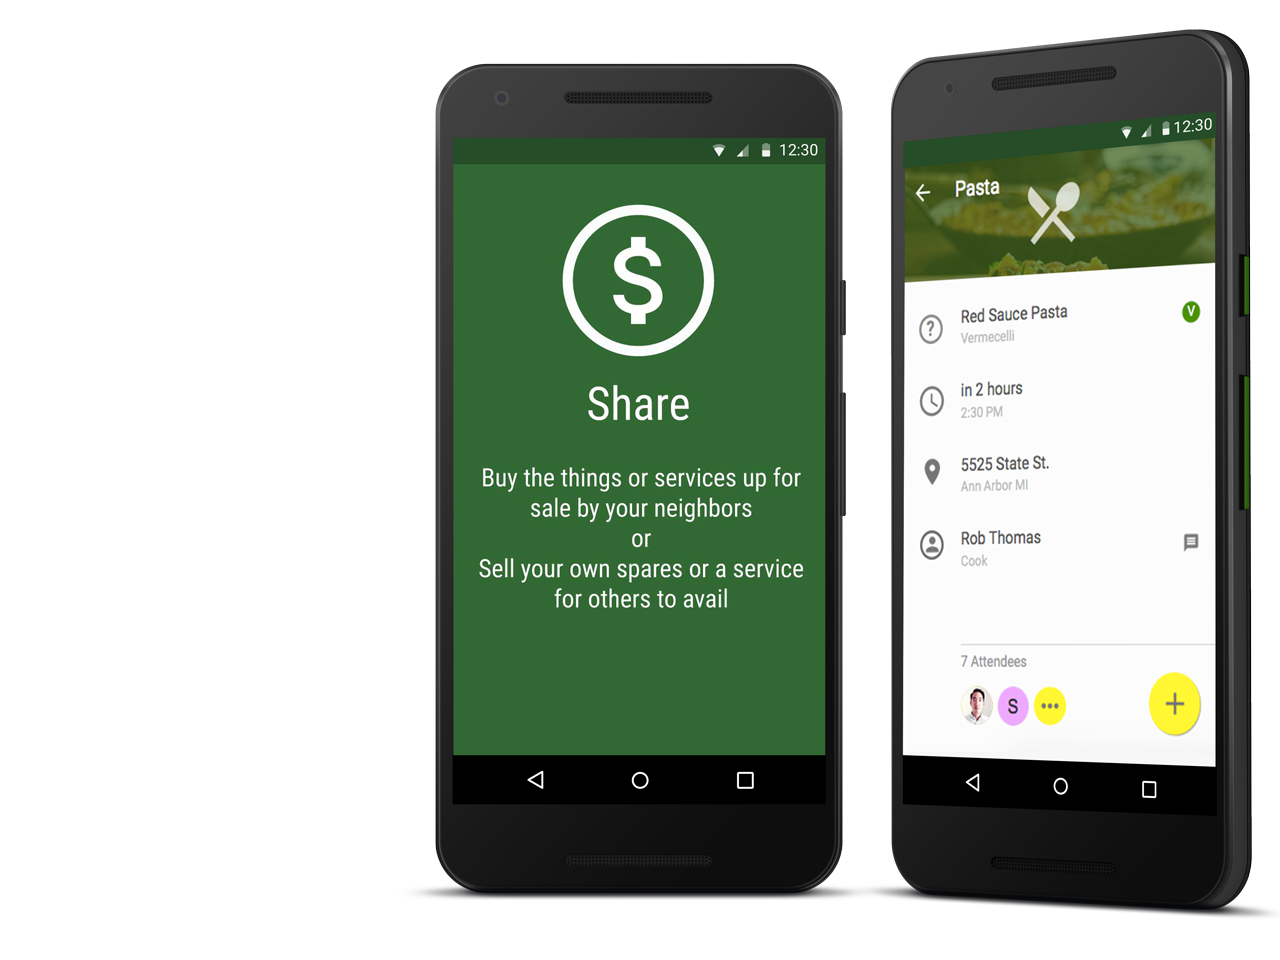 12:30
$
Share
Buy the things or services up for
sale by your neighbors
or
Sell your own spares or a service
for others to avail
12:30
Pasta
?
Red Sauce Pasta
V
Vermecelli
in 2 hours
2:30 PM
5525 State St.
Ann Arbor MI
Rob Thomas
Cook
7 Attendees
S